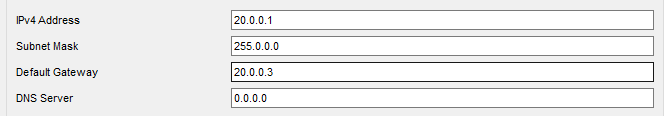 IPv4 Address 20.0.0.1
Subnet Mask 255.0.0.0
Default Gateway 20.0.0.3
DNS Server 0.0.0.0